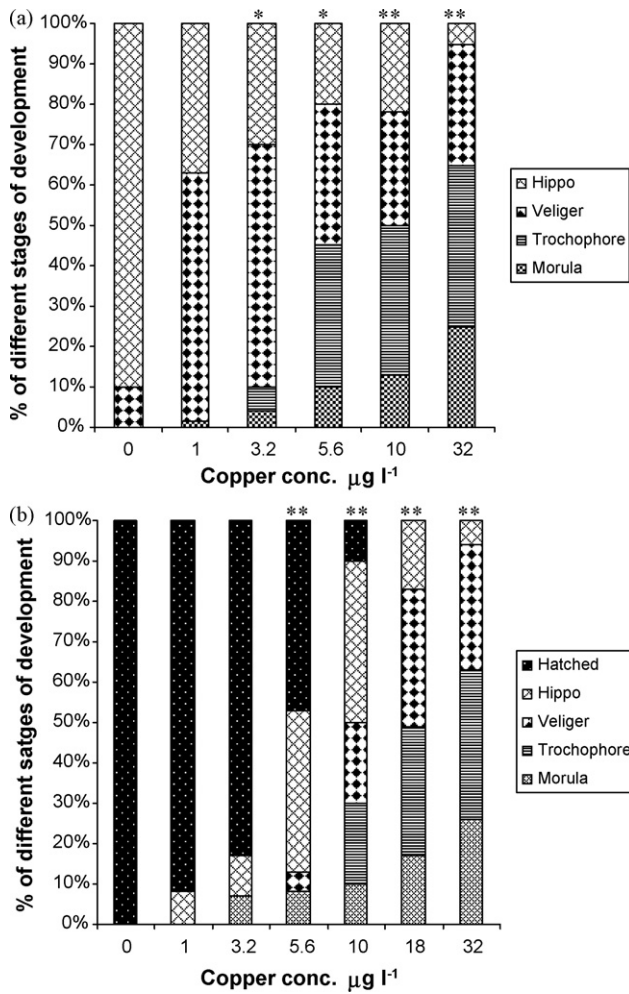 (a)
* * ** **
100%
90%
80%
70%
60%
50%
40%
30%
20%
10%
0%
% of different stages of development
0 1 3.2 5.6 10 32
Copper conc. μg l-1
Hippo
Veliger
Trochophore
Morula
(b)
** ** ** **
100%
90%
80%
70%
60%
50%
40%
30%
20%
10%
0%
% of different satges of development
0 1 3.2 5.6 10 18 32
Copper conc. μg l-1
Hatched
Hippo
Veliger
Trochophore
Morula